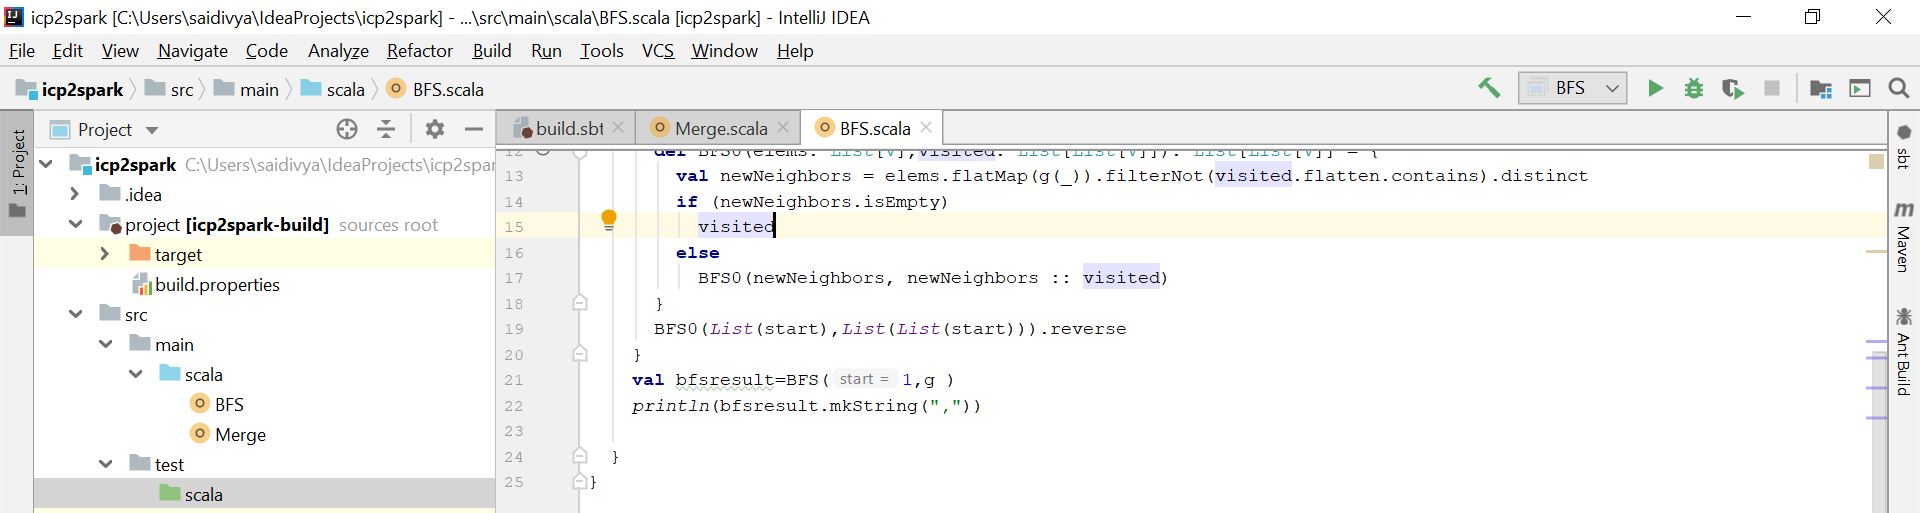 icp2spark [C:\Users\saidivya\IdeaProjects\icp2spark] - ...\src\main\scala\BFS.scala [icp2spark] - IntelliJ IDEA
File Edit View Navigate Code Analyze Refactor Build Run Tools VCS Window Help
icp2spark src main scala BFS.scala BFS
1: Project
Project
build.sbt Merge.scala BFS.scala
icp2spark C:\Users\saidivya\IdeaProjects\icp2spar
.idea
project [icp2spark-build] sources root
target
build.properties
src
main
scala
BFS
Merge
test
scala
12 def BFS0(elems: List[V],visited: List[List[V]]): List[List[V]] = {
13 val newNeighbors = elems.flatMap(g(_)).filterNot(visited.flatten.contains).distinct
14 if (newNeighbors.isEmpty)
15 visited
16 else
17 BFS0(newNeighbors, newNeighbors :: visited)
18 }
19 BFS0(List(start),List(List(start))).reverse
20 }
21 val bfsresult=BFS( start = 1,g )
22 println(bfsresult.mkString(","))
23
24 }
25 }
sbt
m Maven
Ant Build